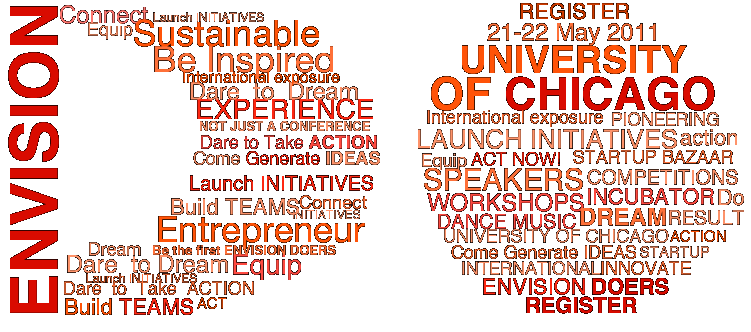 ENVISION
Connect Launch INITIATIVES
Equip Sustainable
Be Inspired
International exposure
Dare to Dream
EXPERIENCE
NOT JUST A CONFERENCE
Dare to Take ACTION
Come Generate IDEAS
Launch INITIATIVES
Build TEAMS Connect
INITIATIVES
Entrepreneur
Dream Be the first ENVISION DOERS
Dare to Dream Equip
Launch INITIATIVES
Dare to Take ACTION
Build TEAMS ACT
REGISTER
21-22 May 2011
UNIVERSITY
OF CHICAGO
International exposure PIONEERING
LAUNCH INITIATIVES action
Equip ACT NOW! STARTUP BAZAAR
SPEAKERS COMPETITIONS
WORKSHOPS INCUBATOR Do
DANCE MUSIC DREAM RESULT
UNIVERSITY OF CHICAGO ACTION
Come Generate IDEAS STARTUP
INTERNATIONAL INNOVATE
ENVISION DOERS
REGISTER